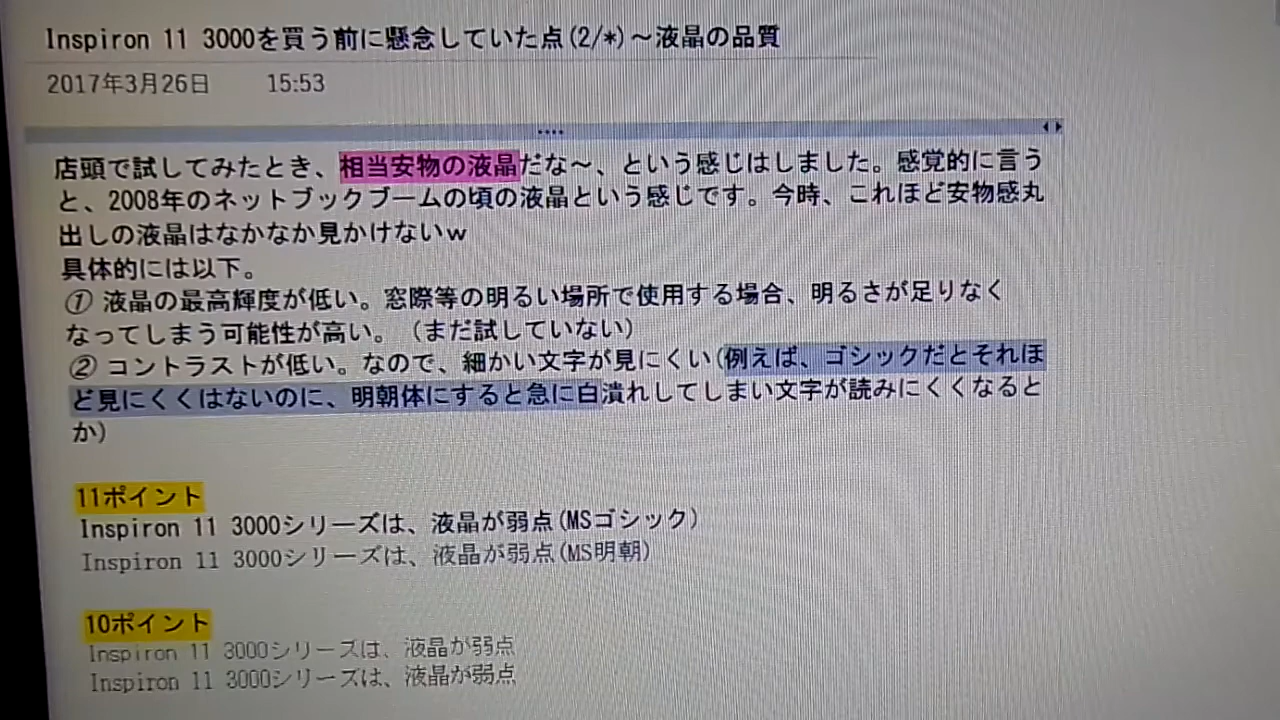 Inspiron 11 3000を買う前に懸念していた点(2/*)～液晶の品質
2017年3月26日 15:53
店頭で試してみたとき、相当安物の液晶だな～、という感じはしました。感覚的に言う
と、2008年のネットブックブームの頃の液晶という感じです。今時、これほど安物感丸
出しの液晶はなかなか見かけないｗ
具体的には以下。
① 液晶の最高輝度が低い。窓際等の明るい場所で使用する場合、明るさが足りなく
なってしまう可能性が高い。（まだ試していない）
② コントラストが低い。なので、細かい文字が見にくい(例えば、ゴシックだとそれほ
ど見にくくはないのに、明朝体にすると急に白潰れしてしまい文字が読みにくくなると
か)
11ポイント
Inspiron 11 3000シリーズは、液晶が弱点(MSゴシック)
Inspiron 11 3000シリーズは、液晶が弱点(MS明朝)
10ポイント
Inspiron 11 3000シリーズは、液晶が弱点
Inspiron 11 3000シリーズは、液晶が弱点